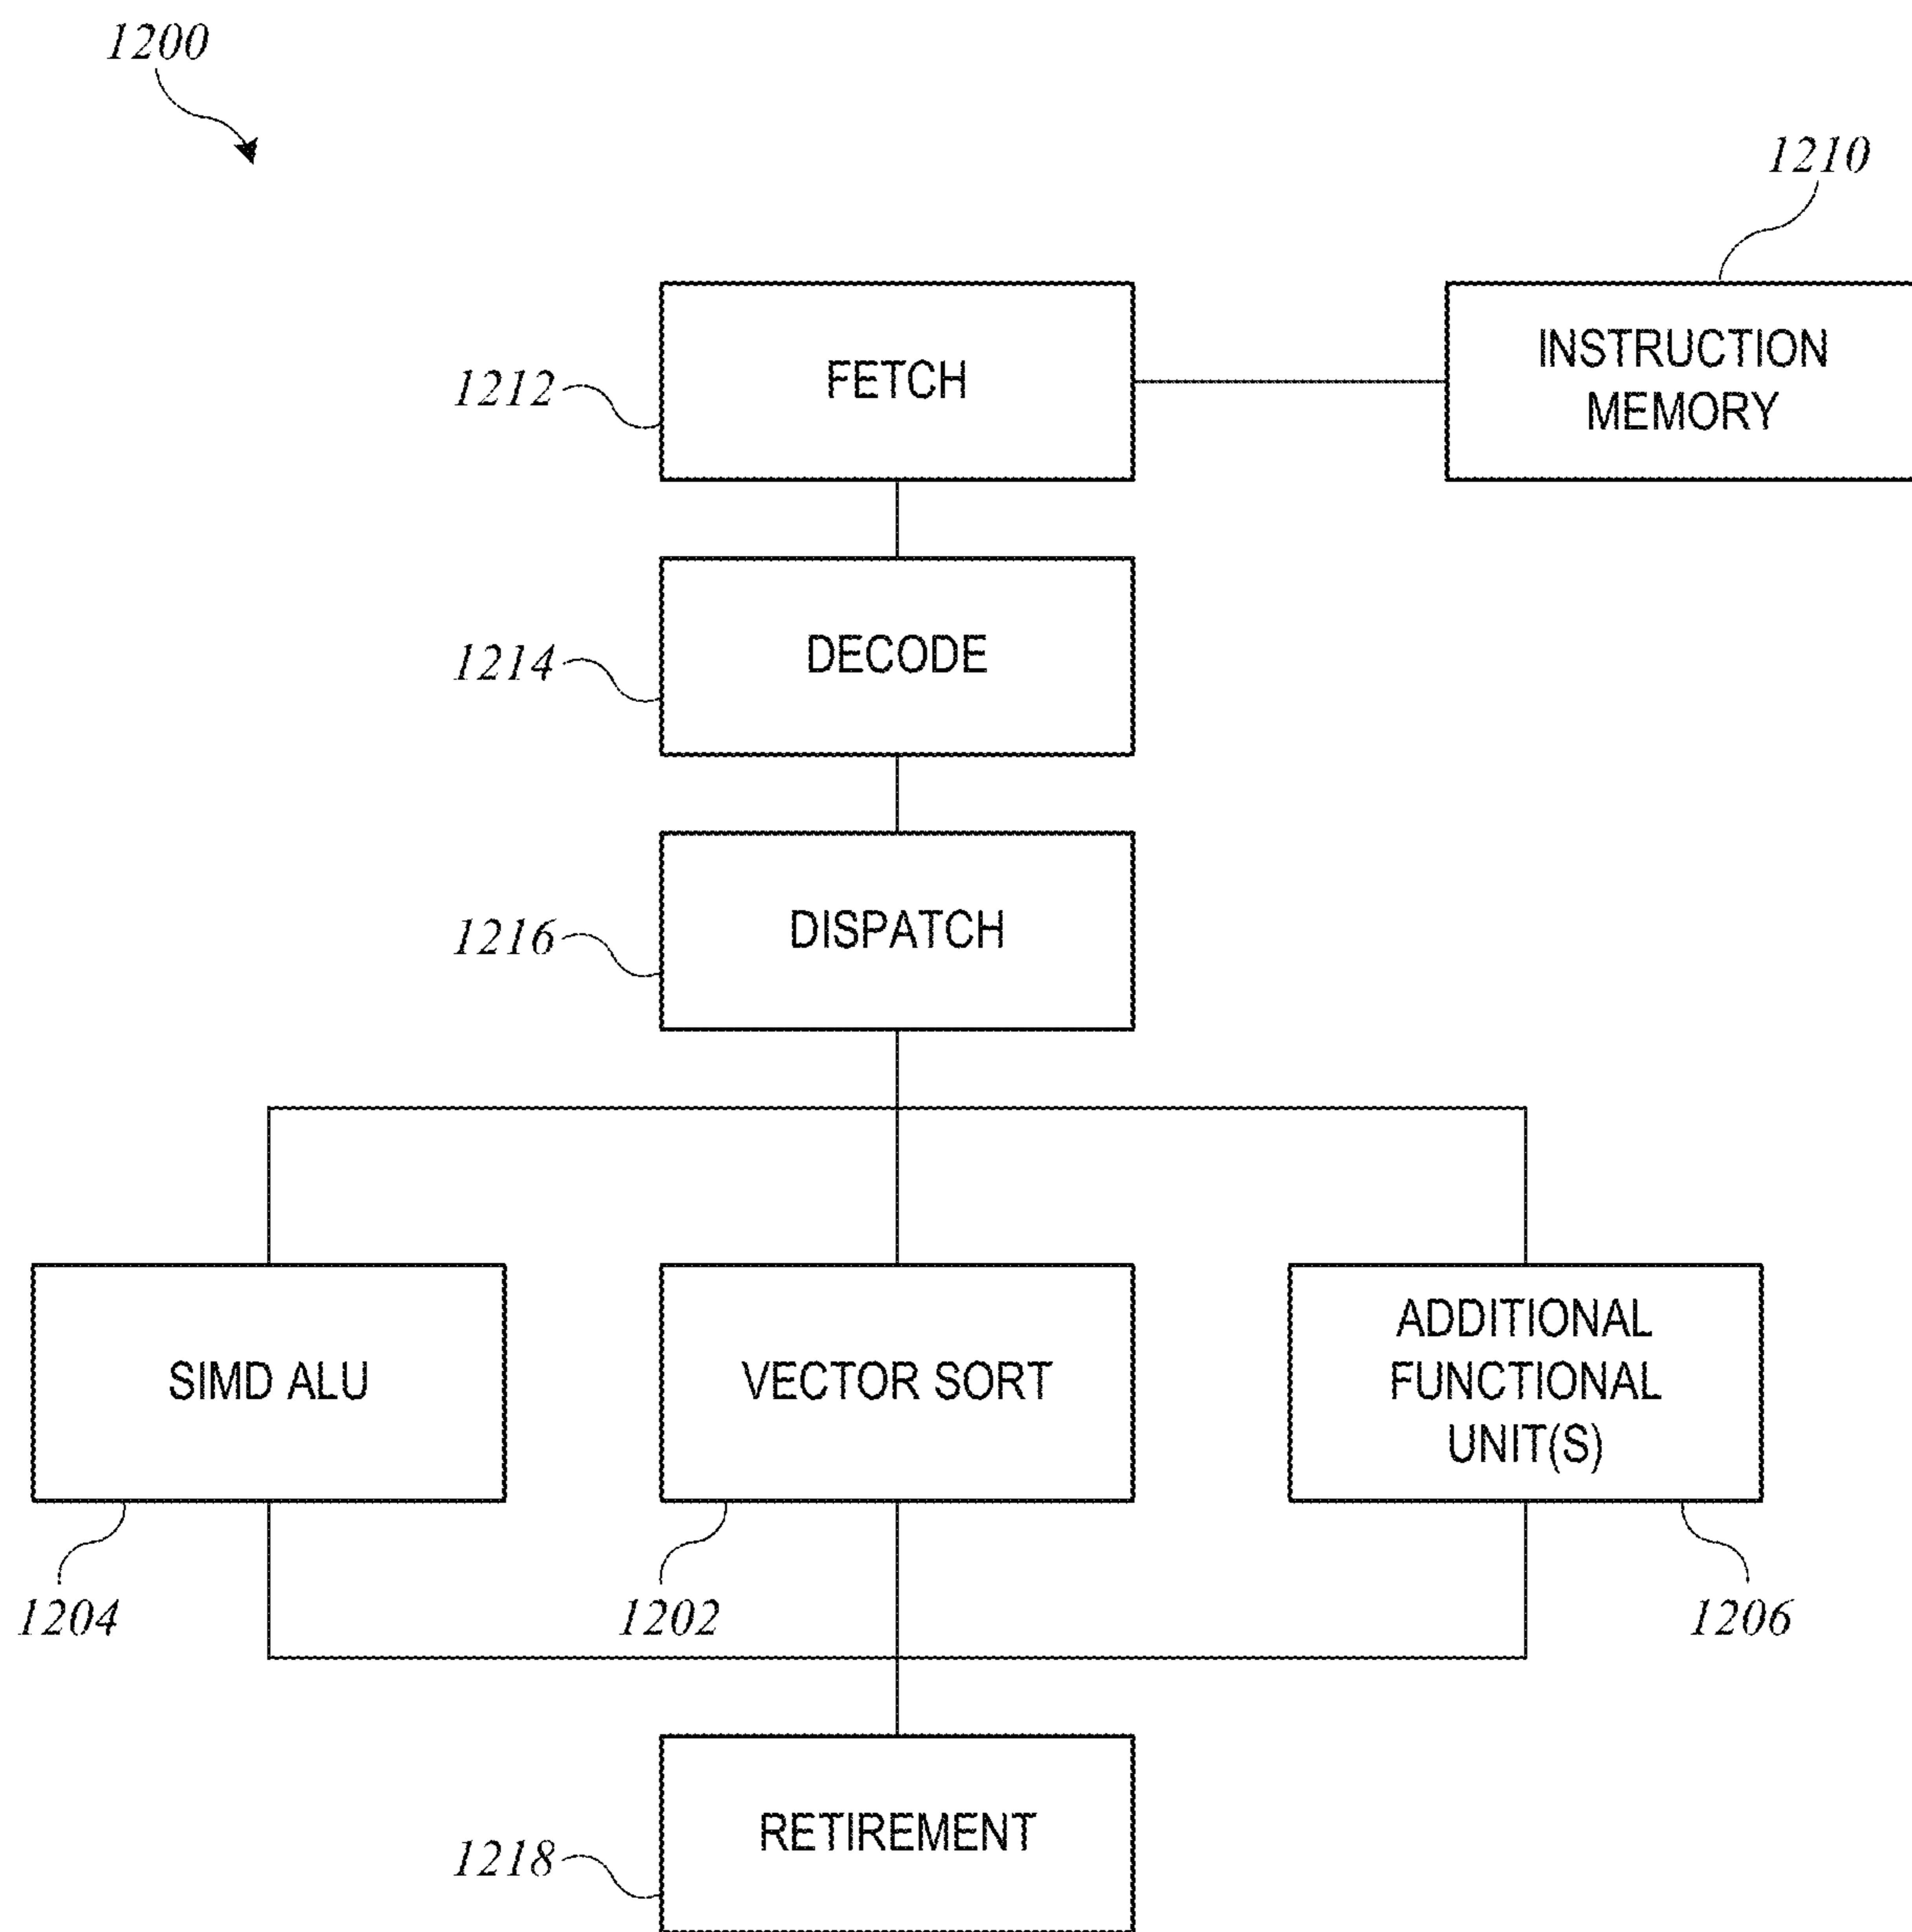 1200
1210
FETCH
INSTRUCTION
MEMORY
1212
DECODE
1214
DISPATCH
1216
SIMD ALU
VECTOR SORT
ADDITIONAL
FUNCTIONAL
UNIT(S)
1204
1202
1206
RETIREMENT
1218